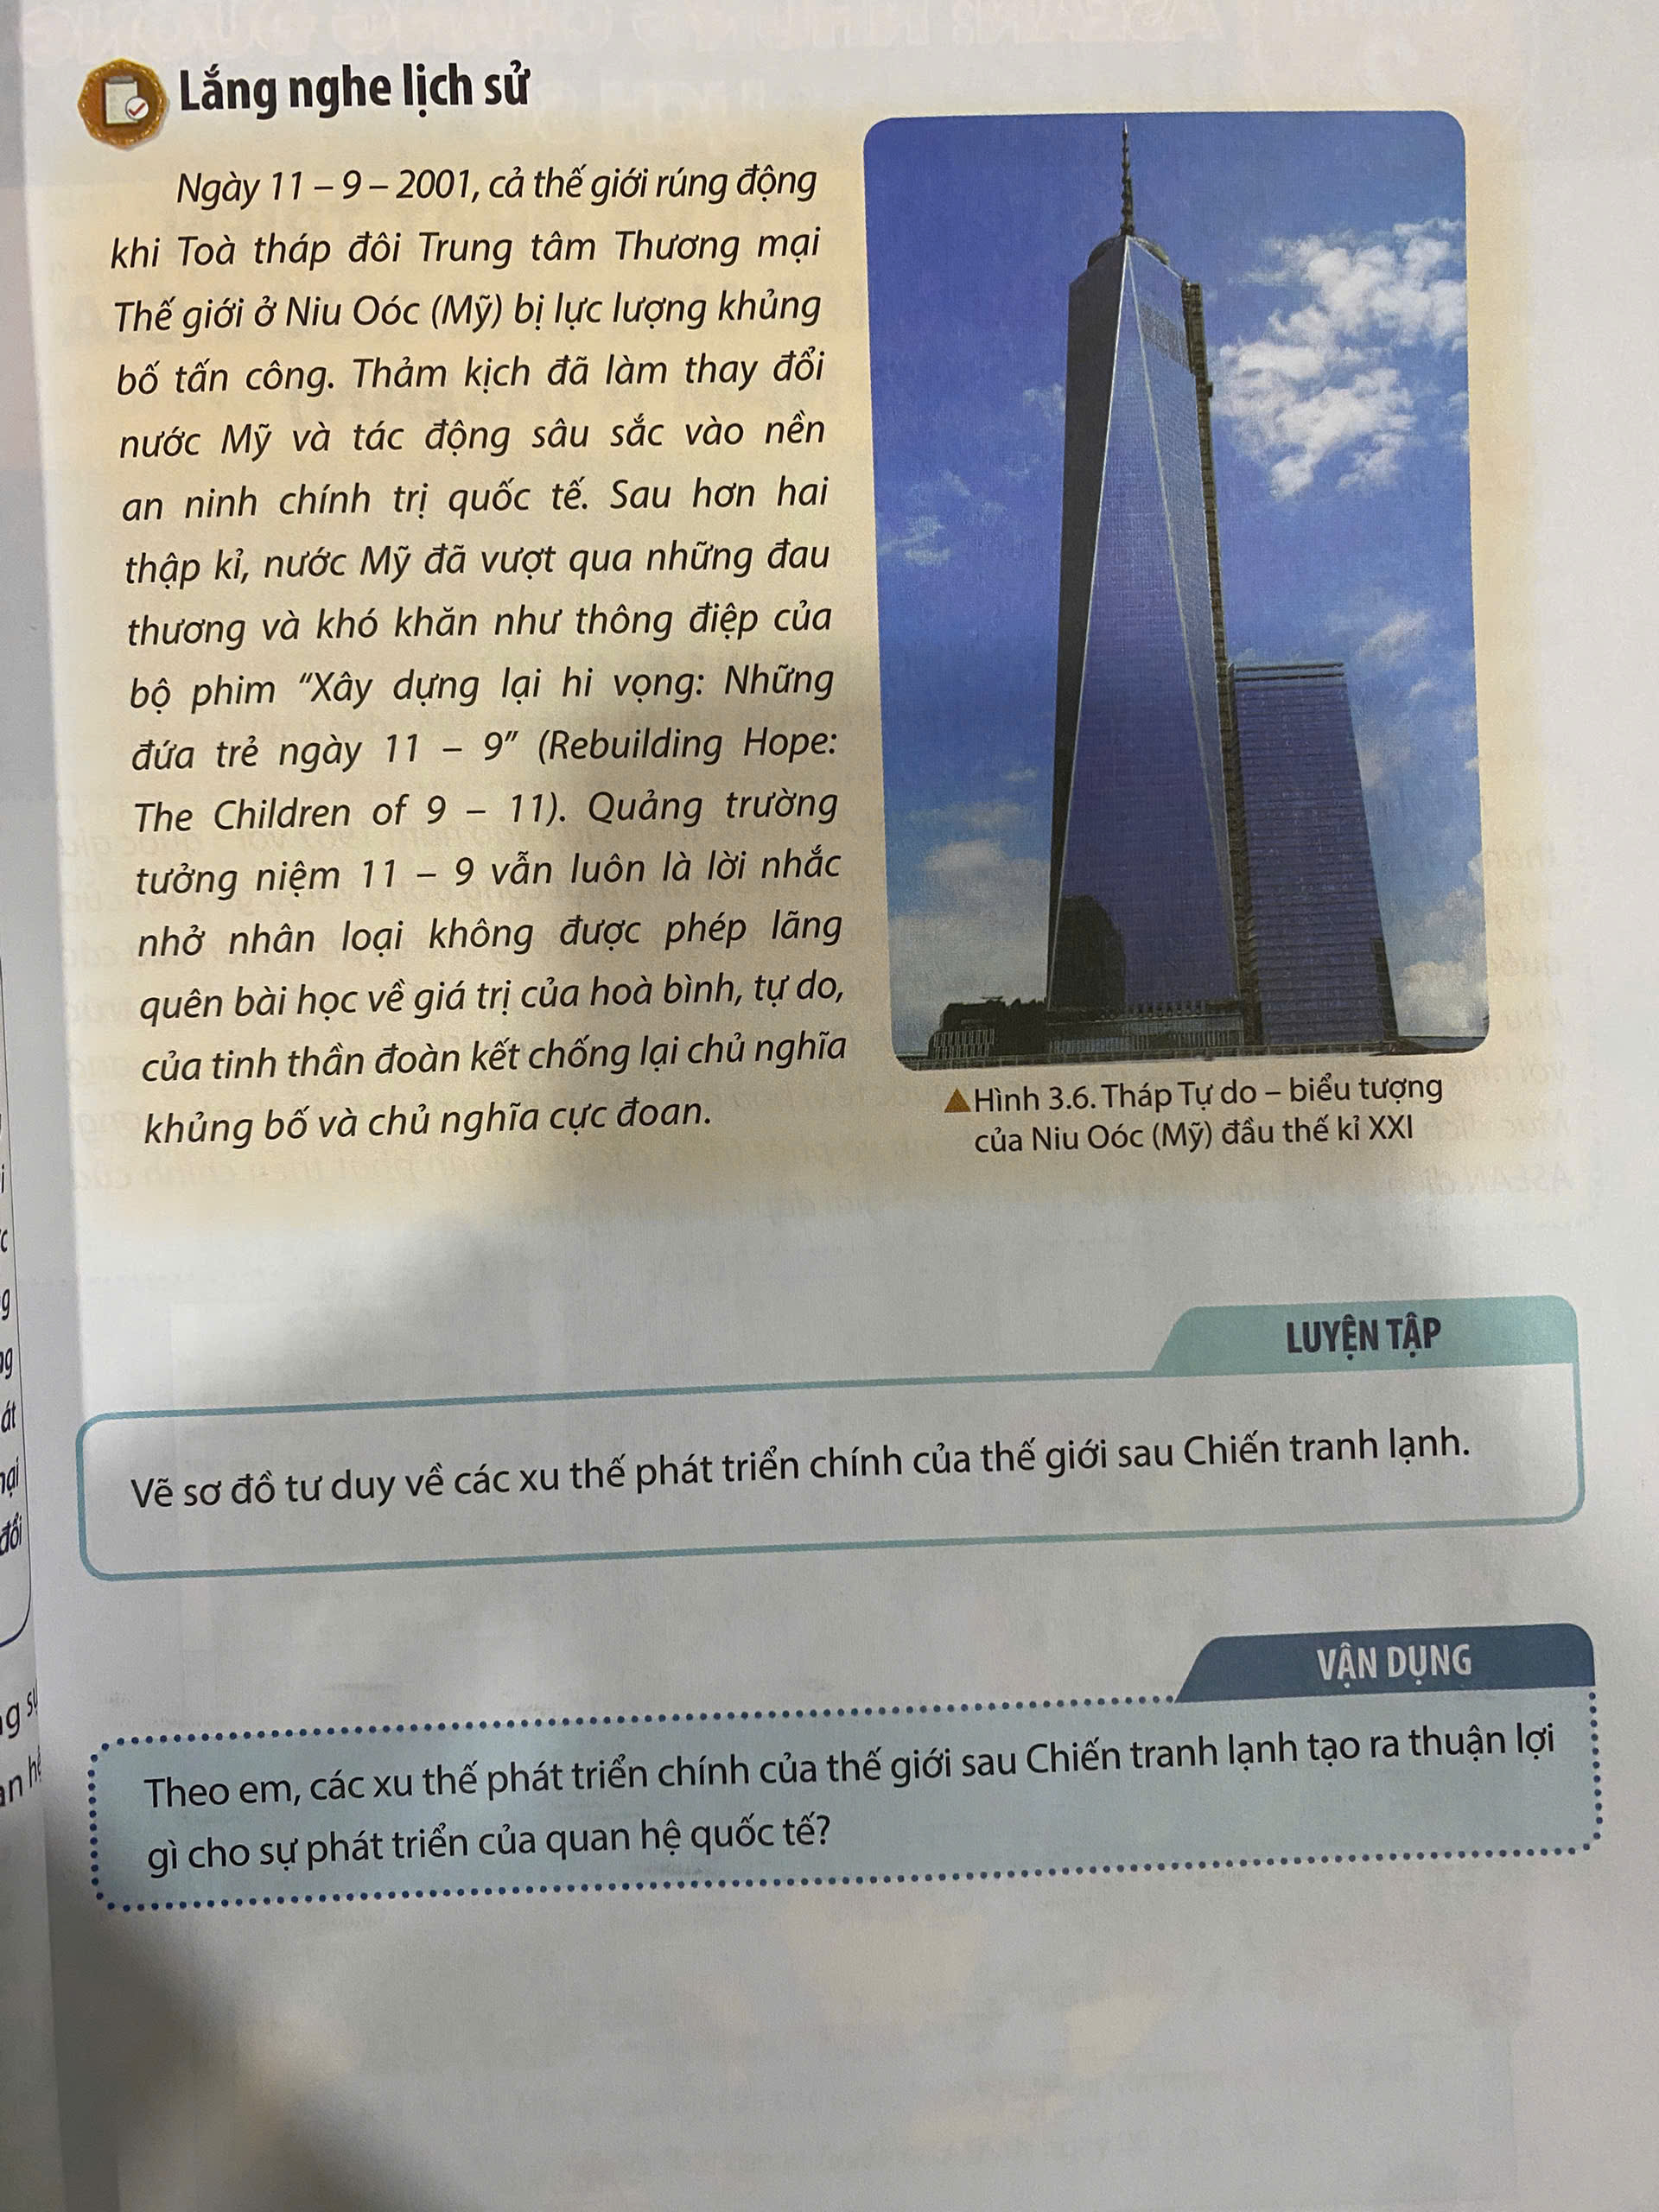 Lắng nghe lịch sử
Ngày 11 – 9 – 2001, cả thế giới rúng động
khi Toà tháp đôi Trung tâm Thương mại
Thế giới ở Niu Oóc (Mỹ) bị lực lượng khủng
bố tấn công. Thảm kịch đã làm thay đổi
nước Mỹ và tác động sâu sắc vào nền
an ninh chính trị quốc tế. Sau hơn hai
thập kỉ, nước Mỹ đã vượt qua những đau
thương và khó khăn như thông điệp của
bộ phim “Xây dựng lại hi vọng: Những
đứa trẻ ngày 11 – 9” (Rebuilding Hope:
The Children of 9 – 11). Quảng trường
tưởng niệm 11 – 9 vẫn luôn là lời nhắc
nhở nhân loại không được phép lãng
quên bài học về giá trị của hoà bình, tự do,
của tinh thần đoàn kết chống lại chủ nghĩa
khủng bố và chủ nghĩa cực đoan.
▲Hình 3.6. Tháp Tự do – biểu tượng
của Niu Oóc (Mỹ) đầu thế kỉ XXI
LUYỆN TẬP
Vẽ sơ đồ tư duy về các xu thế phát triển chính của thế giới sau Chiến tranh lạnh.
VẬN DỤNG
Theo em, các xu thế phát triển chính của thế giới sau Chiến tranh lạnh tạo ra thuận lợi
gì cho sự phát triển của quan hệ quốc tế?